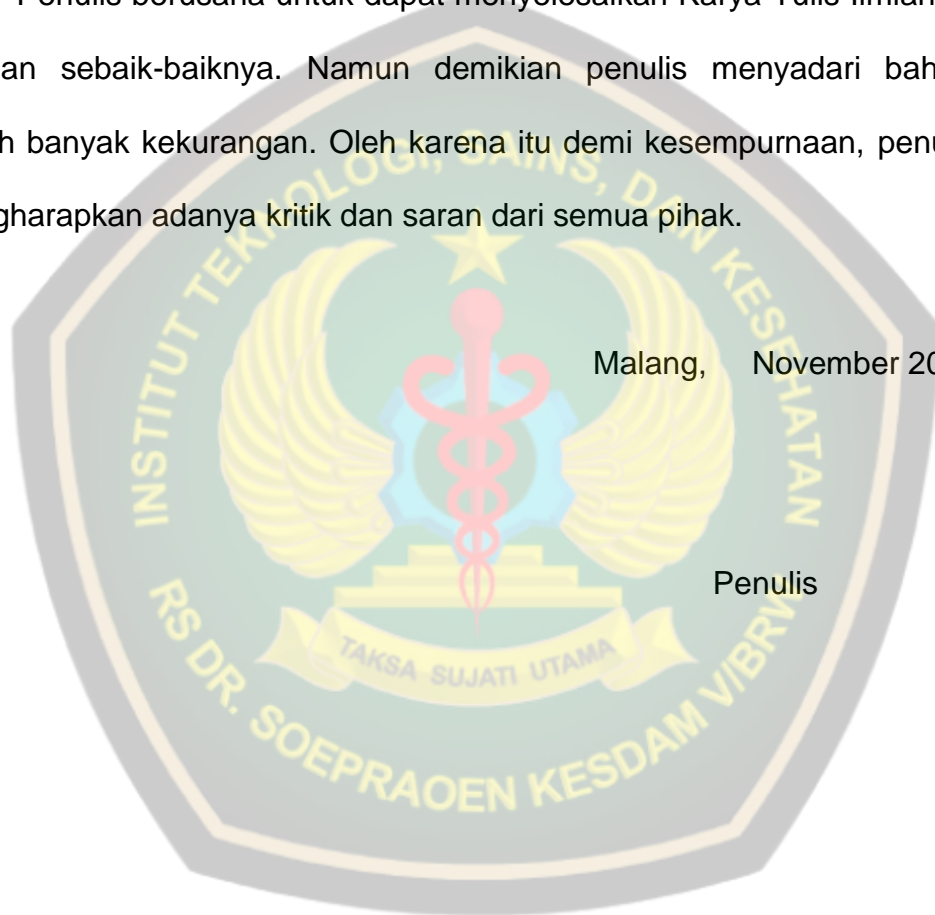 Penulis berusaha untuk dapat menyelesaikan Karya Tulis Ilmiah
an sebaik-baiknya. Namun demikian penulis menyadari bah
h banyak kekurangan. Oleh karena itu demi kesempurnaan, penu
gharapkan adanya kritik dan saran dari semua pihak.
INSTITUT TEKNOLOGI, SAINS, DAN KESEHATAN
Malang, November 20
Penulis
TAKSA SUJATI UTAMA
RS DR. SOEPRAOEN KESDAM V/BRW